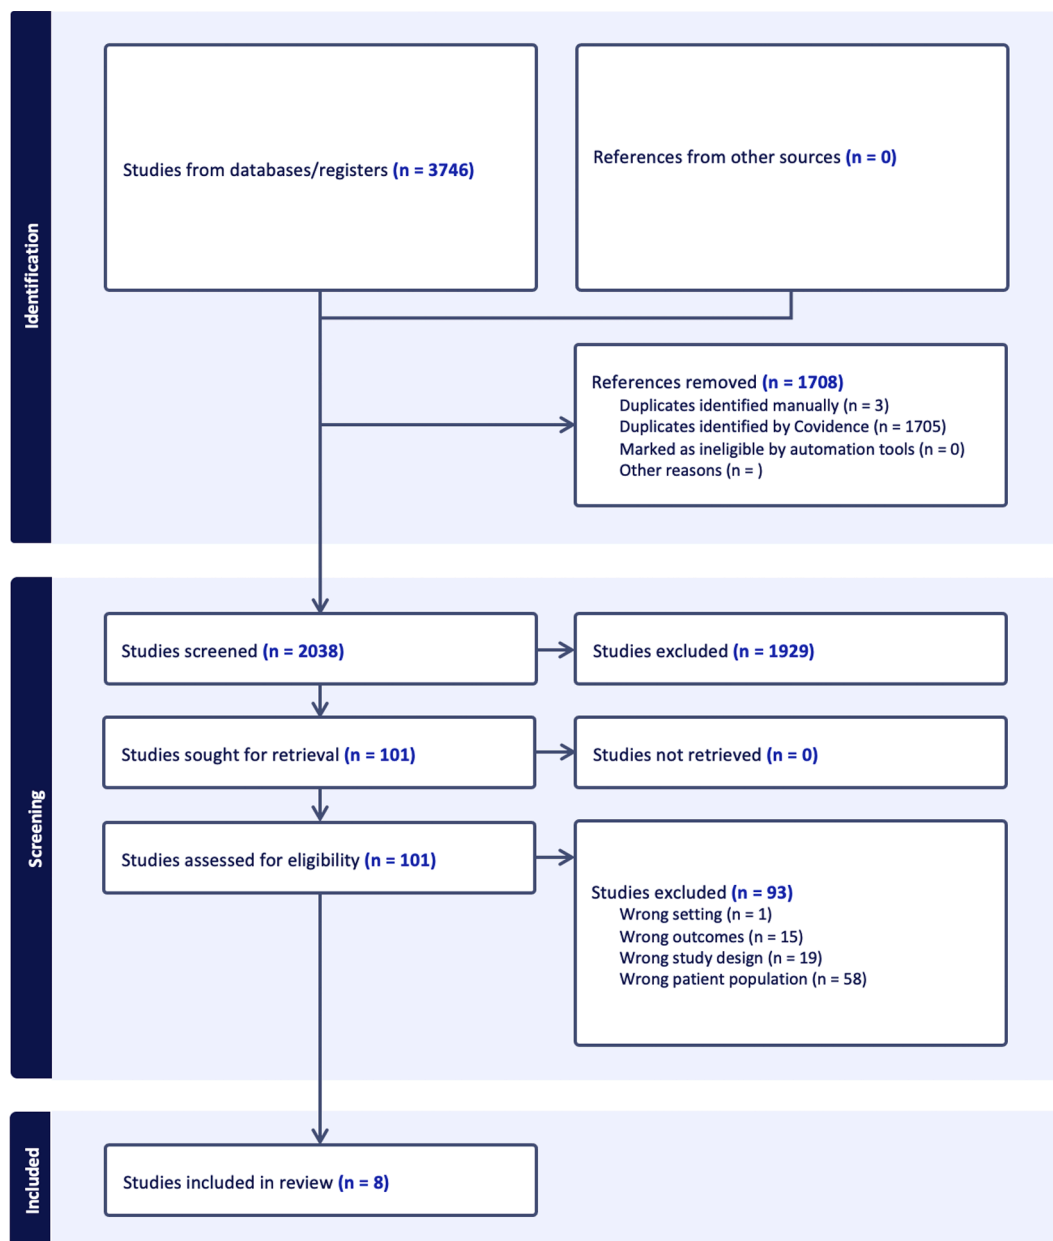 Identification
Studies from databases/registers (n = 3746)
References from other sources (n = 0)
References removed (n = 1708)
Duplicates identified manually (n = 3)
Duplicates identified by Covidence (n = 1705)
Marked as ineligible by automation tools (n = 0)
Other reasons (n = )
Screening
Studies screened (n = 2038)
Studies excluded (n = 1929)
Studies sought for retrieval (n = 101)
Studies not retrieved (n = 0)
Studies assessed for eligibility (n = 101)
Studies excluded (n = 93)
Wrong setting (n = 1)
Wrong outcomes (n = 15)
Wrong study design (n = 19)
Wrong patient population (n = 58)
Included
Studies included in review (n = 8)